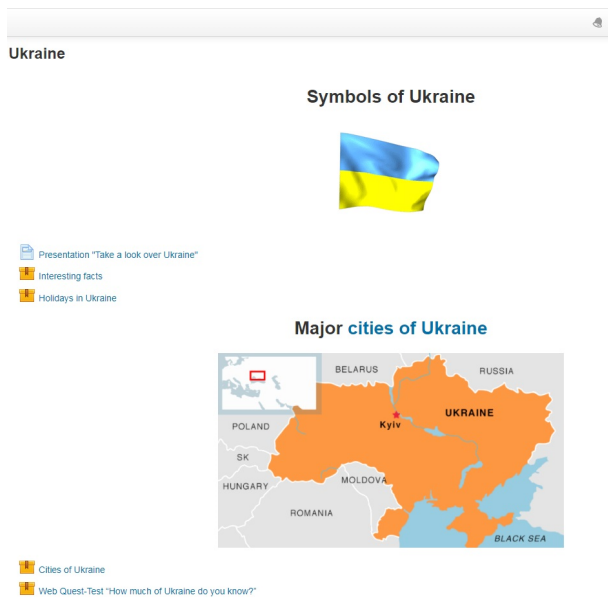 Ukraine
Symbols of Ukraine
Presentation "Take a look over Ukraine"
Interesting facts
Holidays in Ukraine
Major cities of Ukraine
BELARUS
RUSSIA
UKRAINE
POLAND
Kyiv
SK
HUNGARY
MOLDOVA
ROMANIA
BLACK SEA
Cities of Ukraine
Web Quest-Test “How much of Ukraine do you know?”